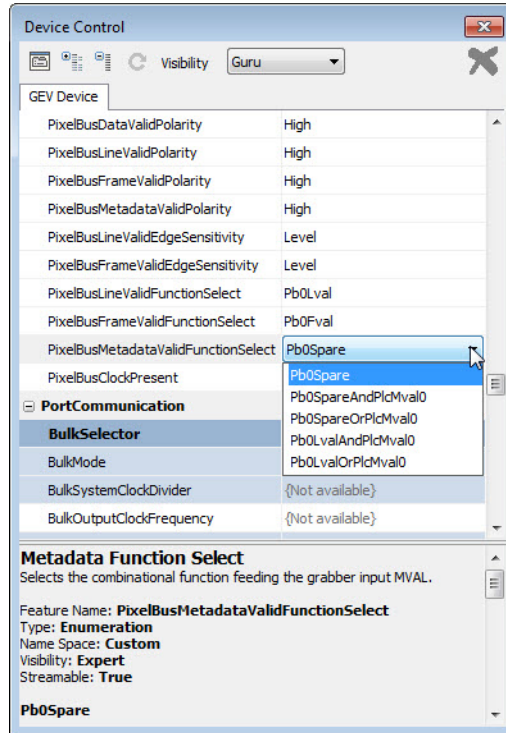 Device Control
Visibility Guru
GEV Device
PixelBusDataValidPolarity High
PixelBusLineValidPolarity High
PixelBusFrameValidPolarity High
PixelBusMetadataValidPolarity High
PixelBusLineValidEdgeSensitivity Level
PixelBusFrameValidEdgeSensitivity Level
PixelBusLineValidFunctionSelect Pb0Lval
PixelBusFrameValidFunctionSelect Pb0Fval
PixelBusMetadataValidFunctionSelect Pb0Spare
PixelBusClockPresent Pb0Spare
Pb0SpareAndPlcMval0
PortCommunication Pb0SpareOrPlcMval0
BulkSelector Pb0LvalAndPlcMval0
BulkMode Pb0LvalOrPlcMval0
BulkSystemClockDivider {Not available}
BulkOutputClockFrequency {Not available}
Metadata Function Select
Selects the combinational function feeding the grabber input MVAL.
Feature Name: PixelBusMetadataValidFunctionSelect
Type: Enumeration
Name Space: Custom
Visibility: Expert
Streamable: True
Pb0Spare